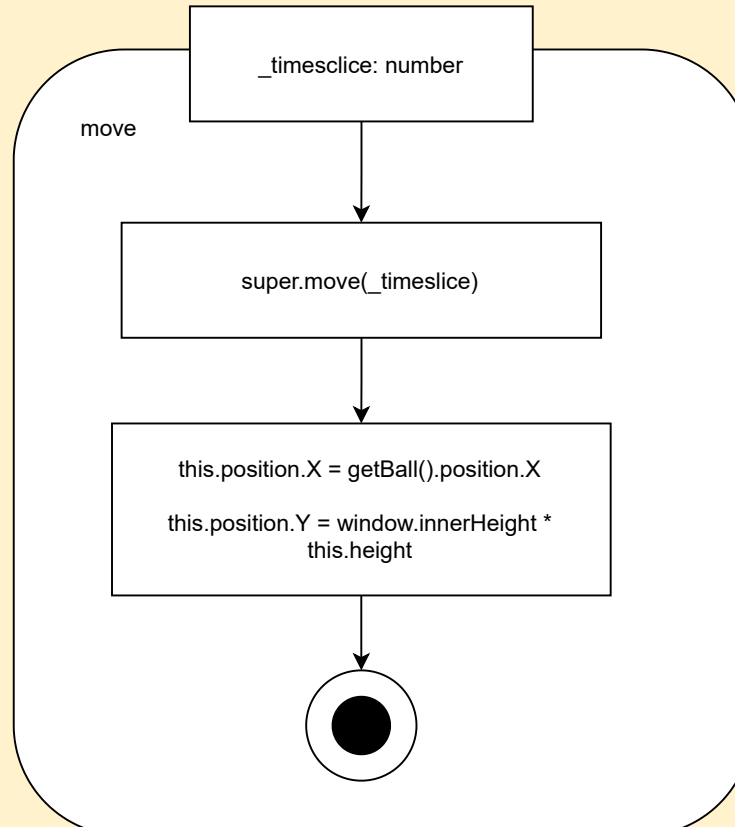 _timesclice: number
move
super.move(_timeslice)
this.position.X = getBall().position.X
this.position.Y = window.innerHeight *
this.height